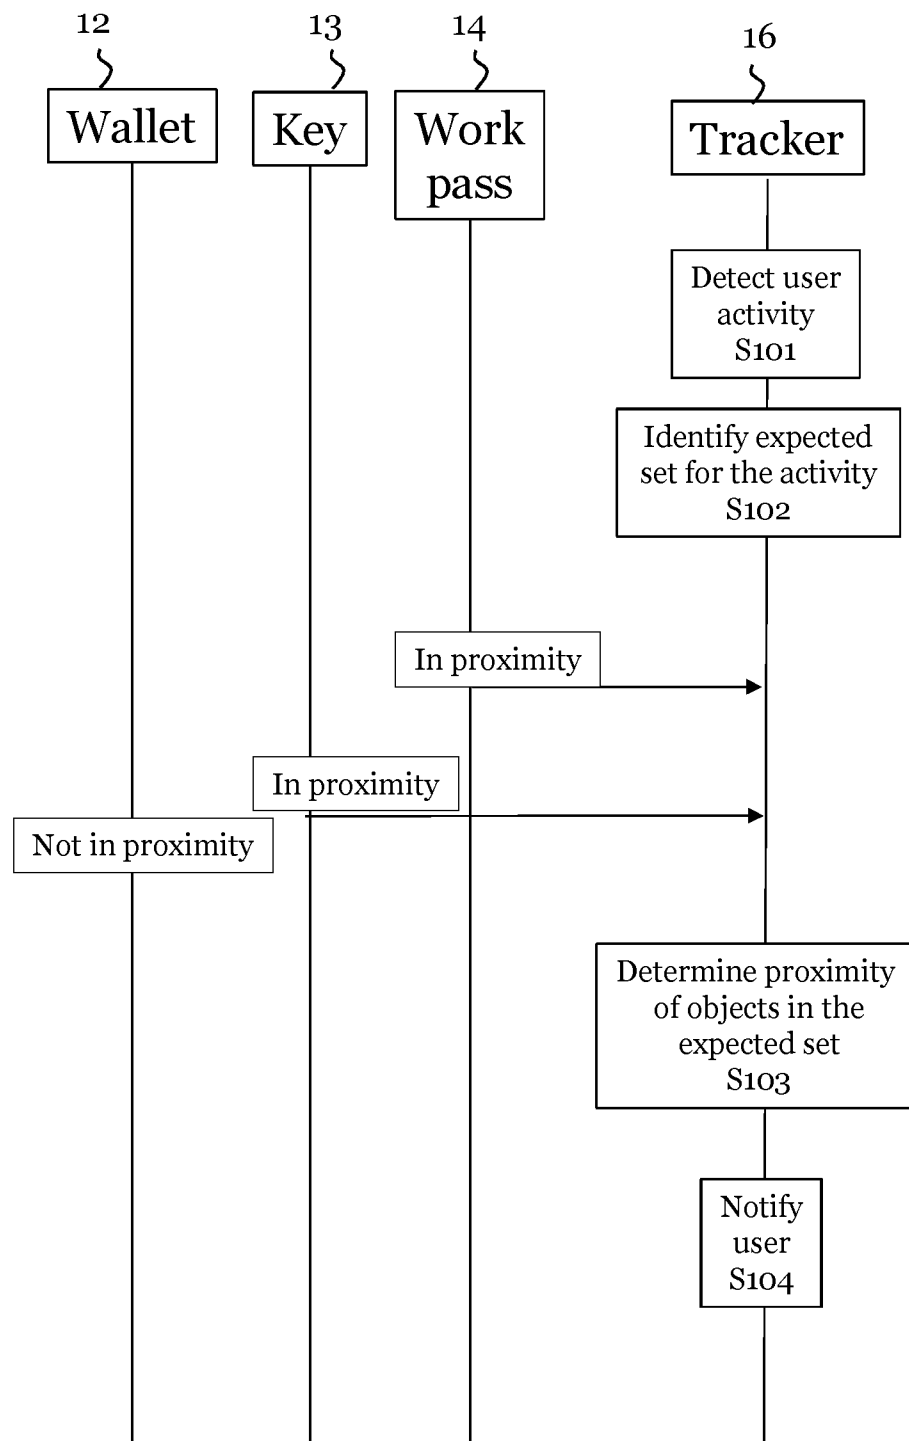 12
13
14
16
Wallet
Key
Work
pass
Tracker
Detect user
activity
S101
Identify expected
set for the activity
S102
In proximity
In proximity
Not in proximity
Determine proximity
of objects in the
expected set
S103
Notify
user
S104